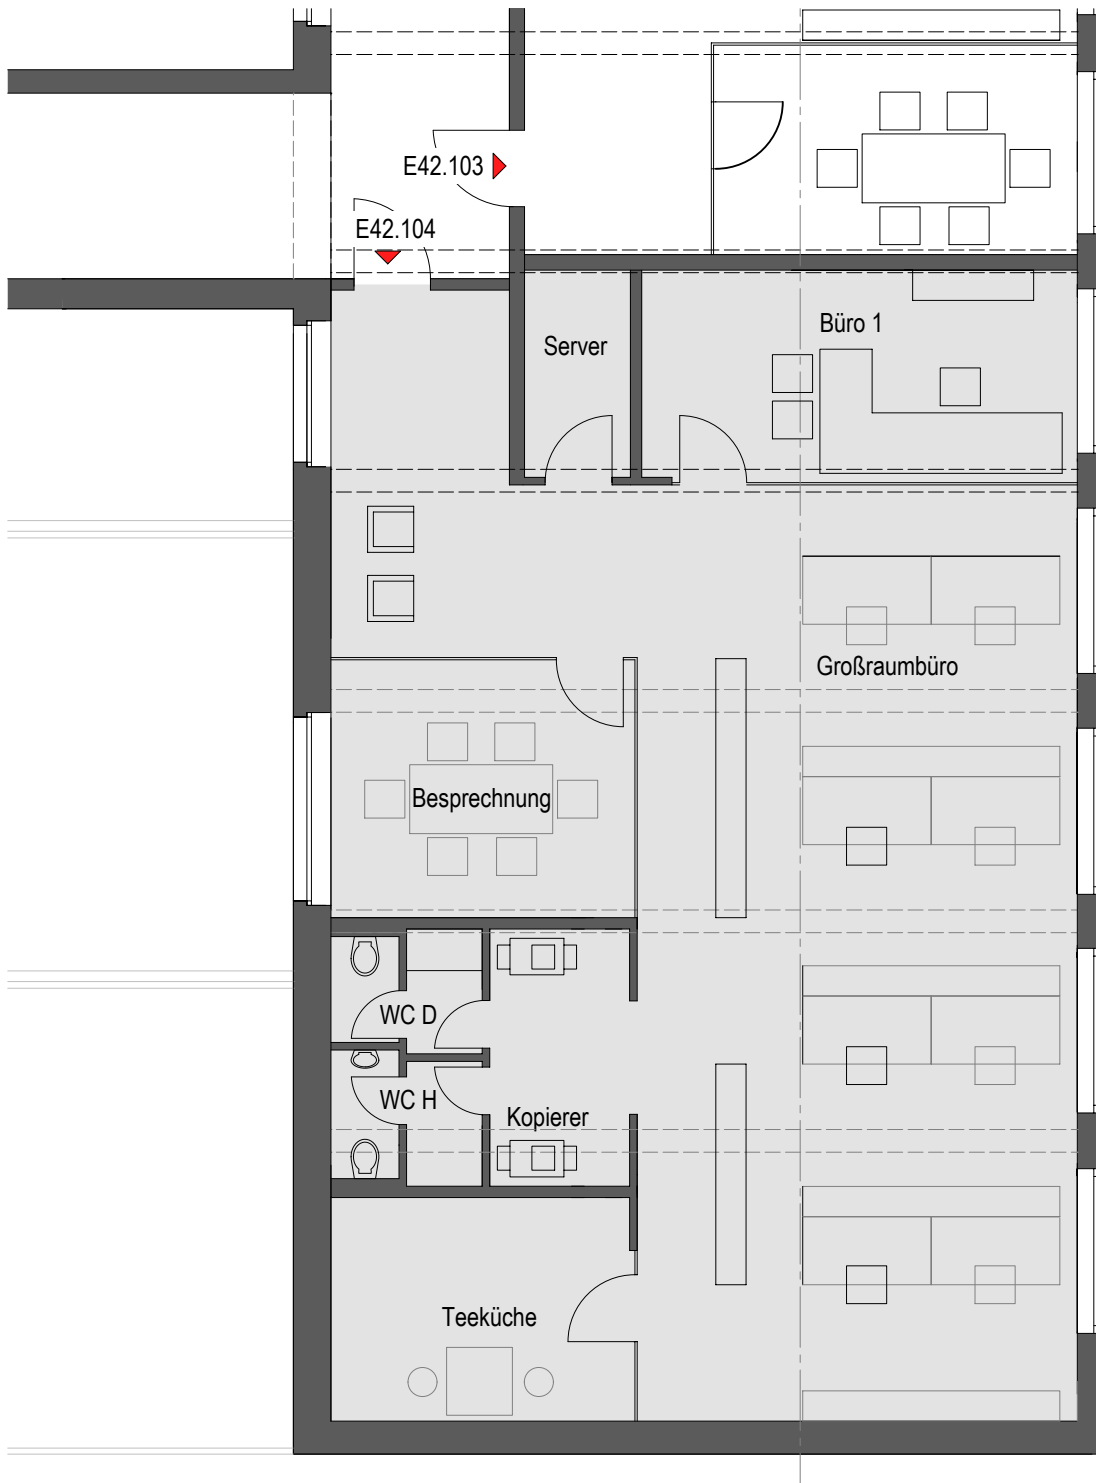 E42.103
E42.104
Büro 1
Server
Großraumbüro
Besprechnung
WC D
WC H
Kopierer
Teeküche